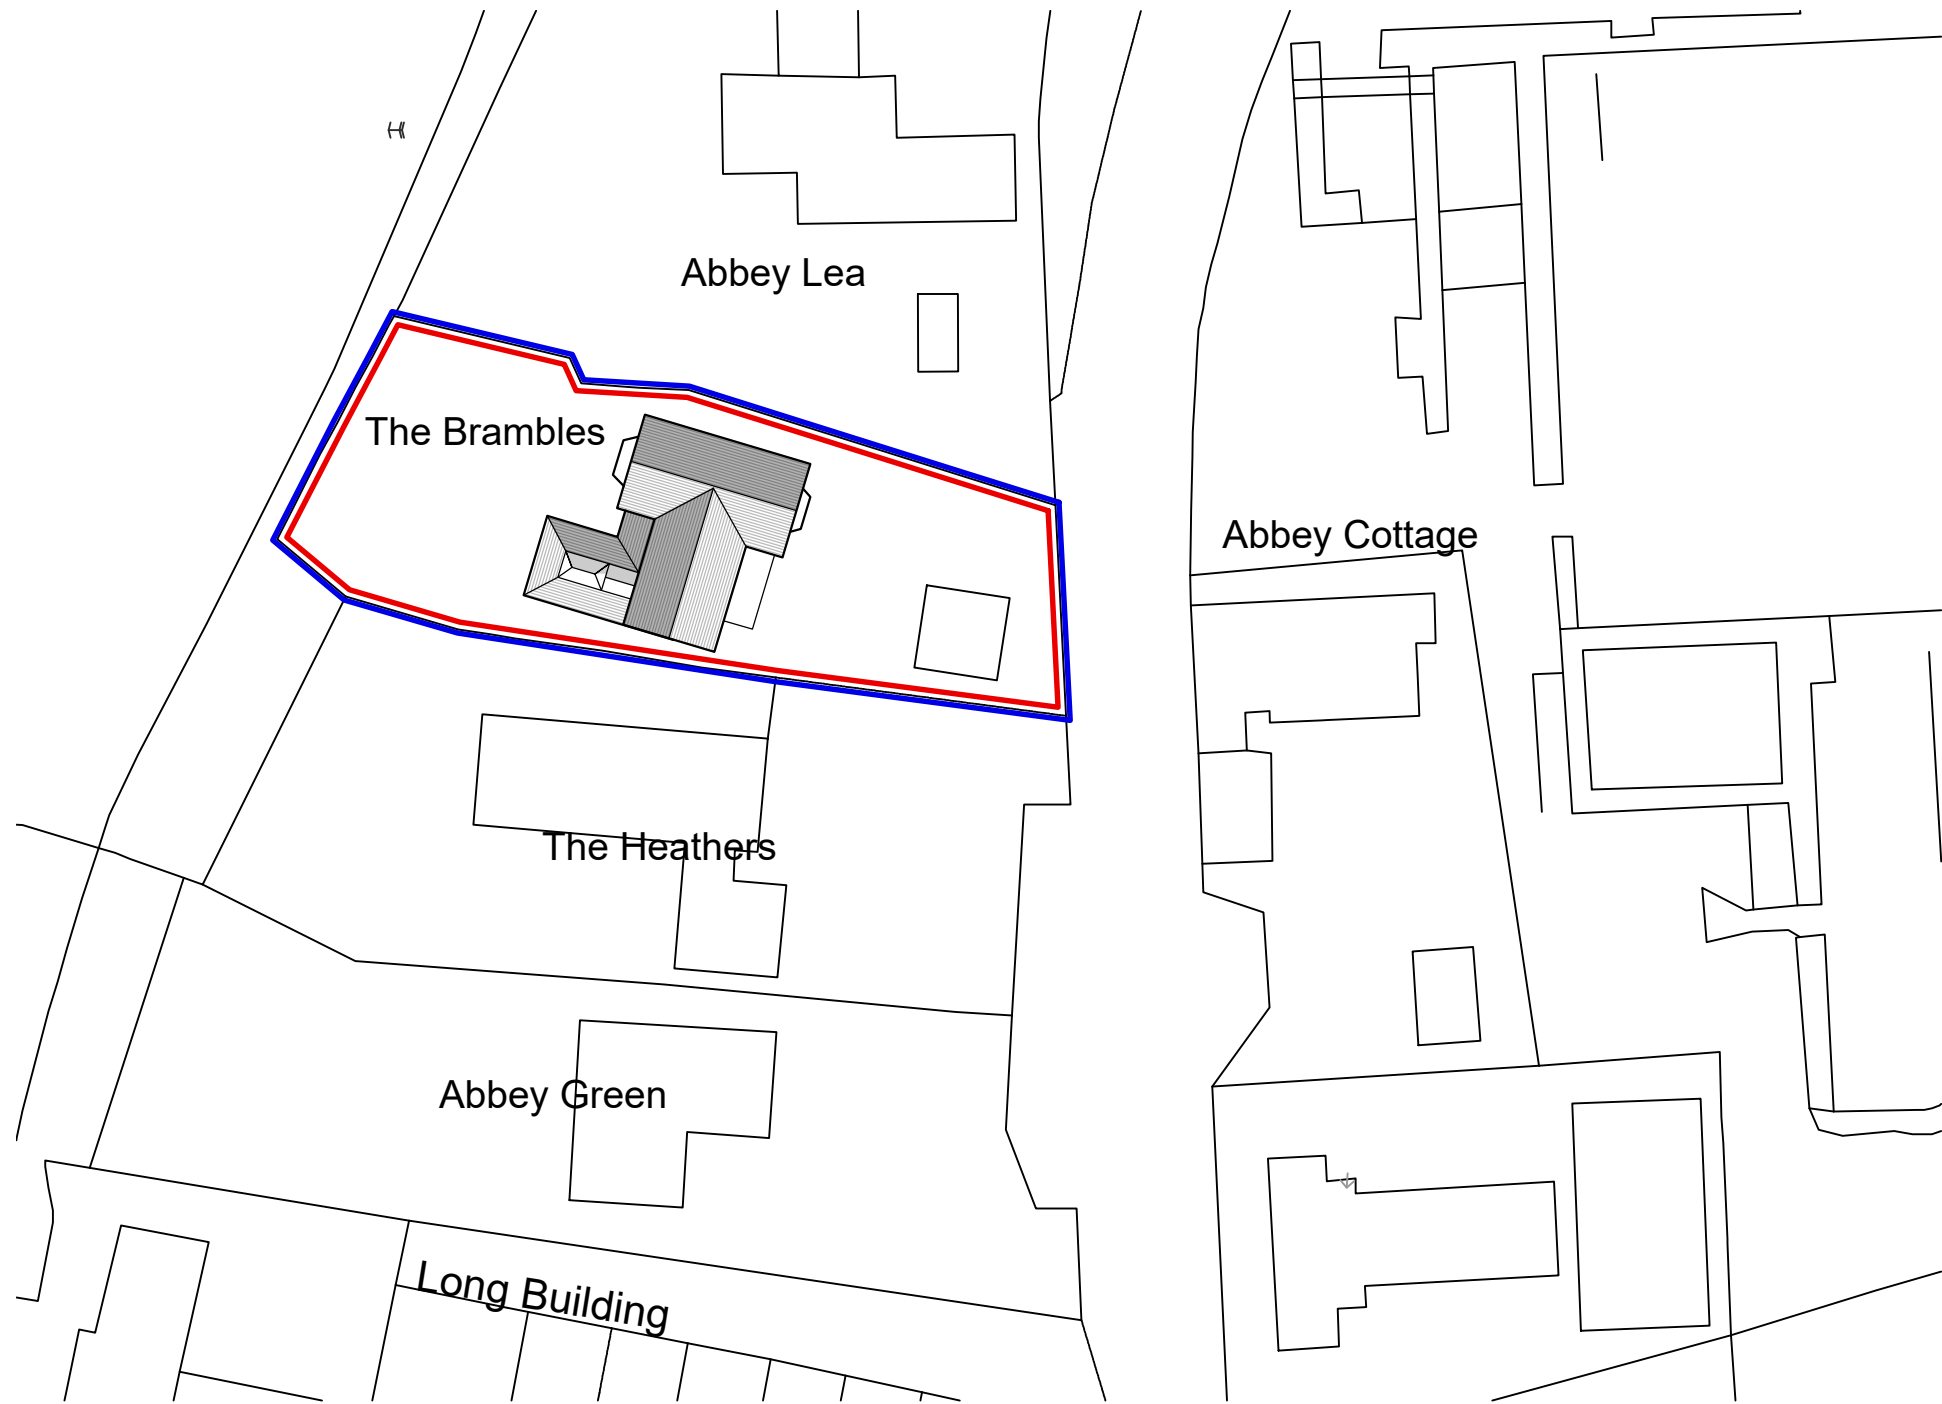 Abbey Lea
The Brambles
Abbey Cottage
The Heathers
Abbey Green
Long Building